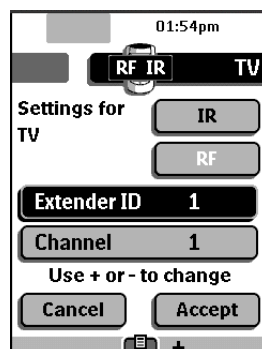 01:54pm
RF IR TV
Settings for
TV
IR
RF
Extender ID 1
Channel 1
Use + or - to change
Cancel Accept
+